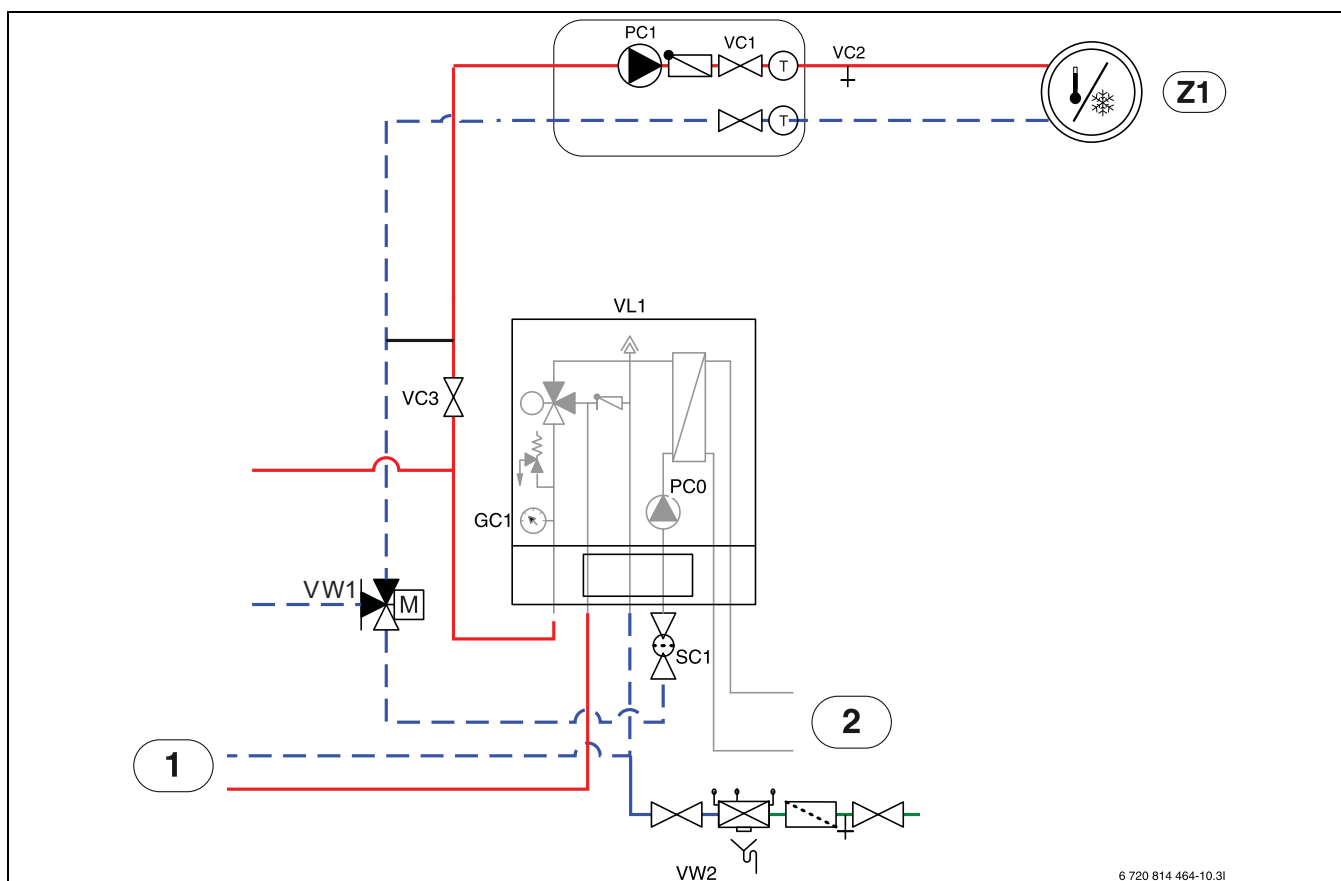 PC1
VC1
VC2
T
Z1
T
VL1
VC3
PC0
GC1
VW1
M
SC1
2
1
VW2
6 720 814 464-10.3I